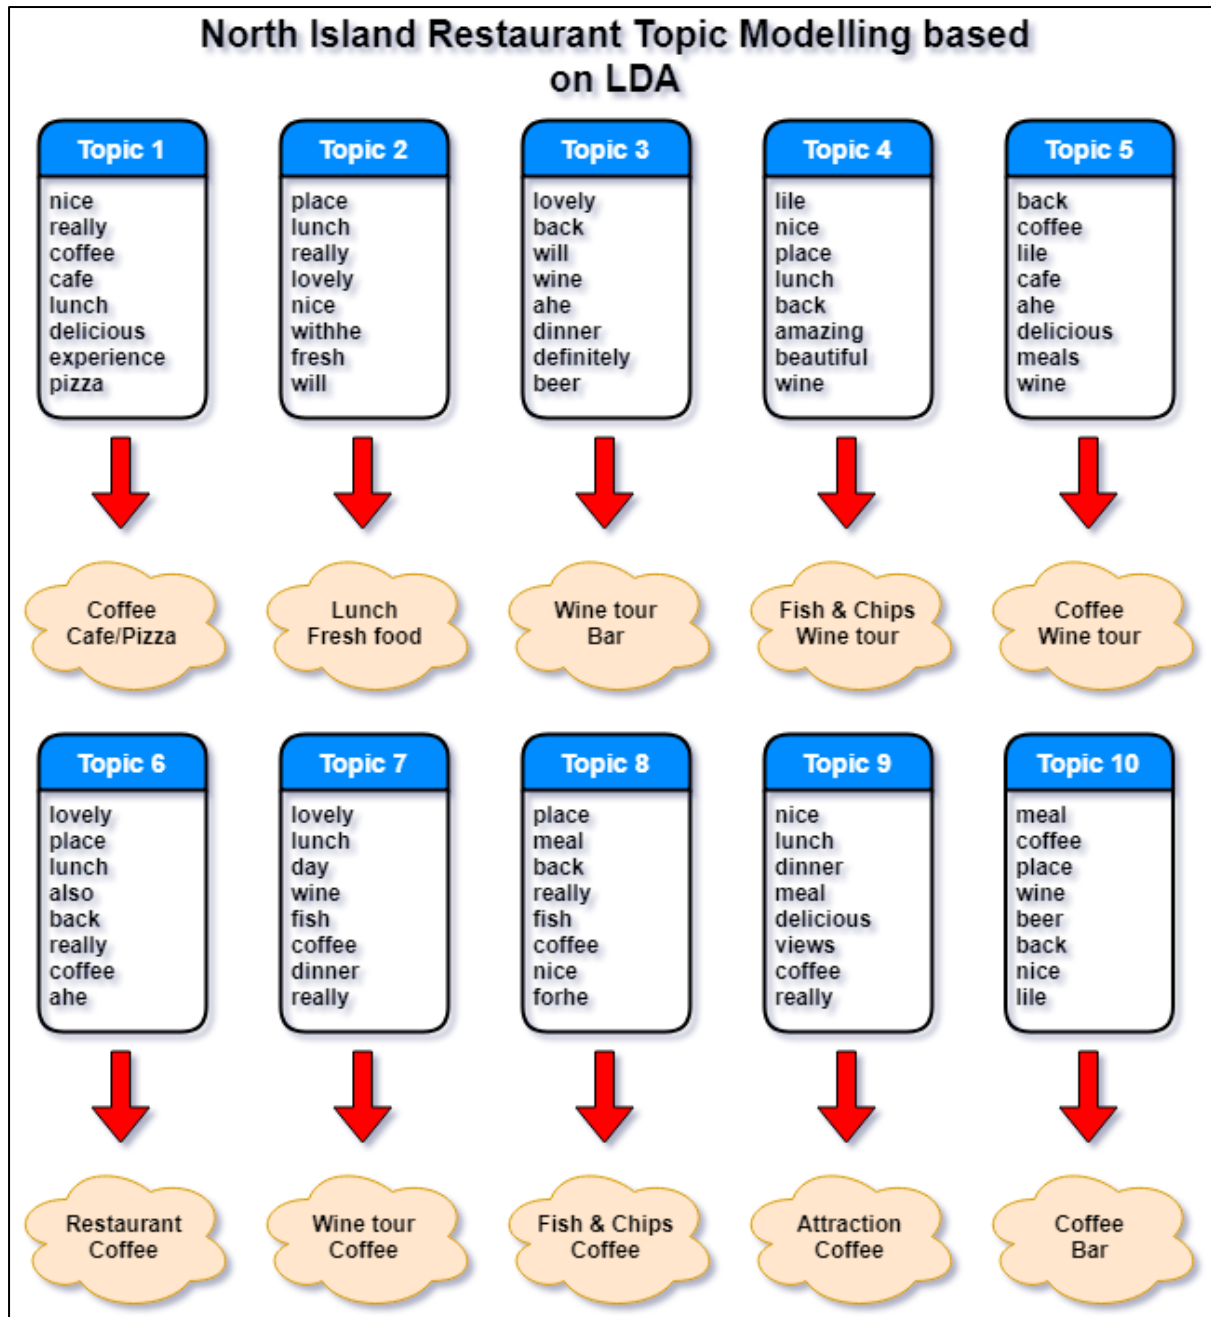 North Island Restaurant Topic Modelling based
on LDA
Topic 1
nice
really
coffee
cafe
lunch
delicious
experience
pizza
Coffee
Cafe/Pizza
Topic 2
place
lunch
really
lovely
nice
withhe
fresh
will
Lunch
Fresh food
Topic 3
lovely
back
will
wine
ahe
dinner
definitely
beer
Wine tour
Bar
Topic 4
lile
nice
place
lunch
back
amazing
beautiful
wine
Fish & Chips
Wine tour
Topic 5
back
coffee
lile
cafe
ahe
delicious
meals
wine
Coffee
Wine tour
Topic 6
lovely
place
lunch
also
back
really
coffee
ahe
Restaurant
Coffee
Topic 7
lovely
lunch
day
wine
fish
coffee
dinner
really
Wine tour
Coffee
Topic 8
place
meal
back
really
fish
coffee
nice
forhe
Fish & Chips
Coffee
Topic 9
nice
lunch
dinner
meal
delicious
views
coffee
really
Attraction
Coffee
Topic 10
meal
coffee
place
wine
beer
back
nice
lile
Coffee
Bar